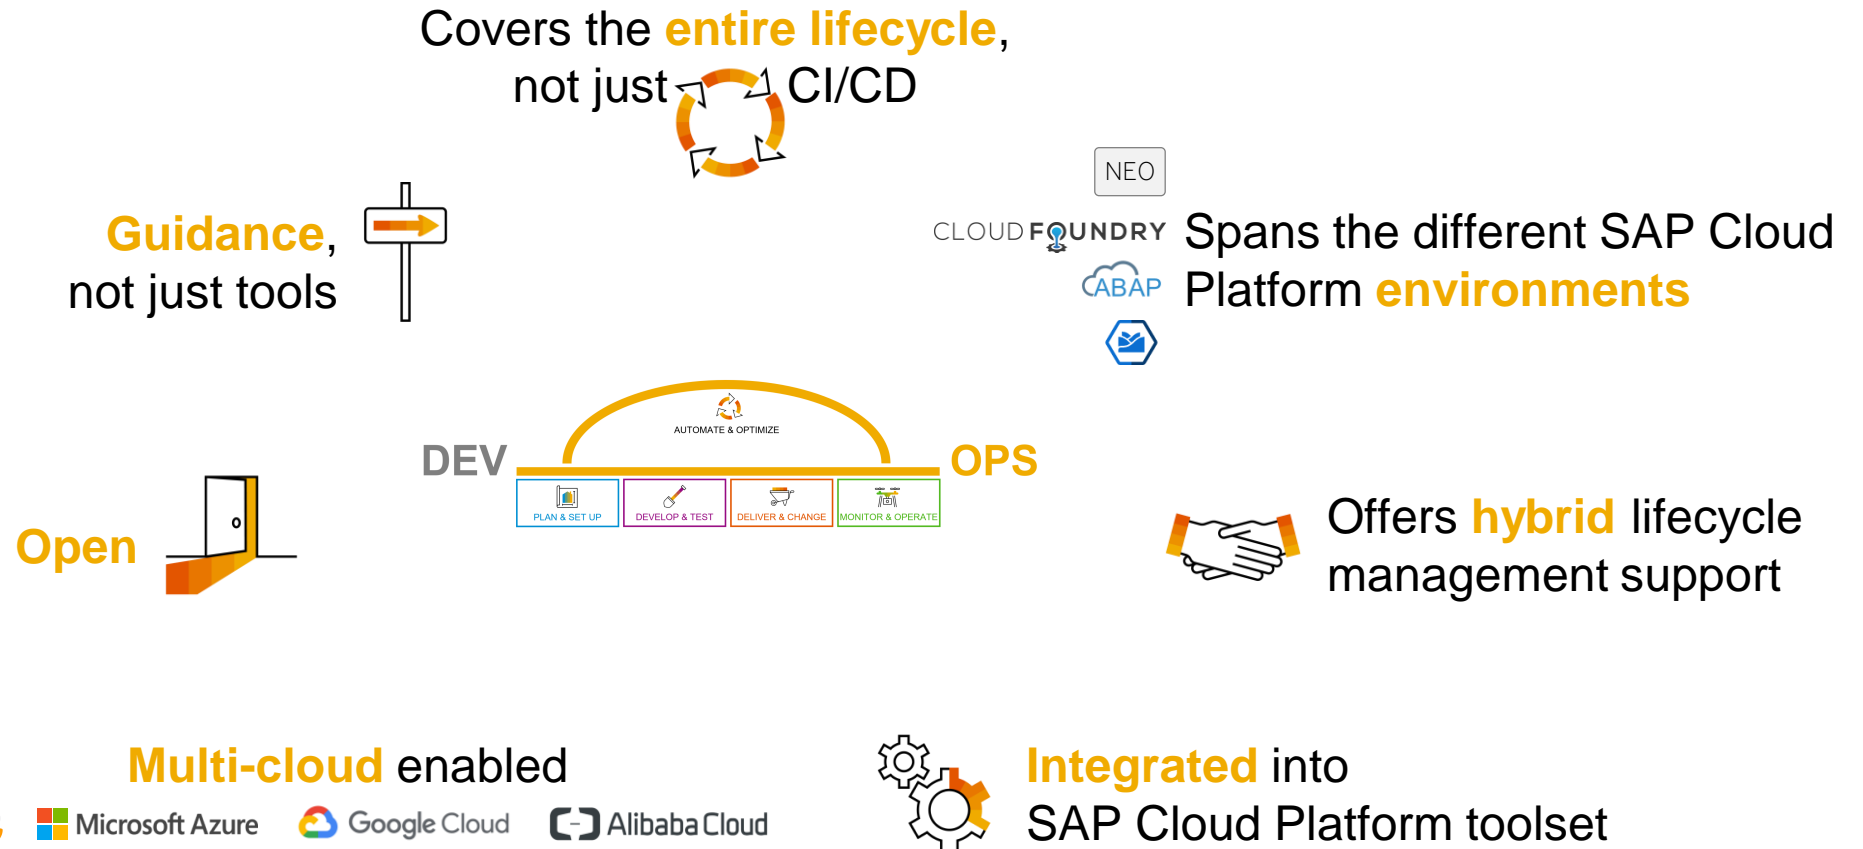 Covers the entire lifecycle,
not just CI/CD
Guidance,
not just tools
NEO
CLOUD FOUNDRY
ABAP
Spans the different SAP Cloud
Platform environments
AUTOMATE & OPTIMIZE
DEV
OPS
PLAN & SET UP
DEVELOP & TEST
DELIVER & CHANGE
MONITOR & OPERATE
Open
Offers hybrid lifecycle
management support
Multi-cloud enabled
Microsoft Azure
Google Cloud
Alibaba Cloud
Integrated into
SAP Cloud Platform toolset